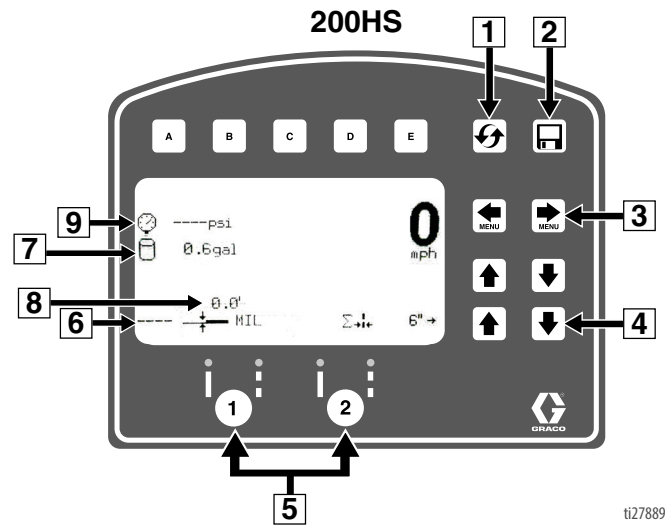 200HS
1
2
A B C D E
MENU MENU
3
9
----psi
0
mph
7
0.6gal
8
0.0'
6
---- MIL Σ 6"
4
1 2
GRACO
5
ti27889